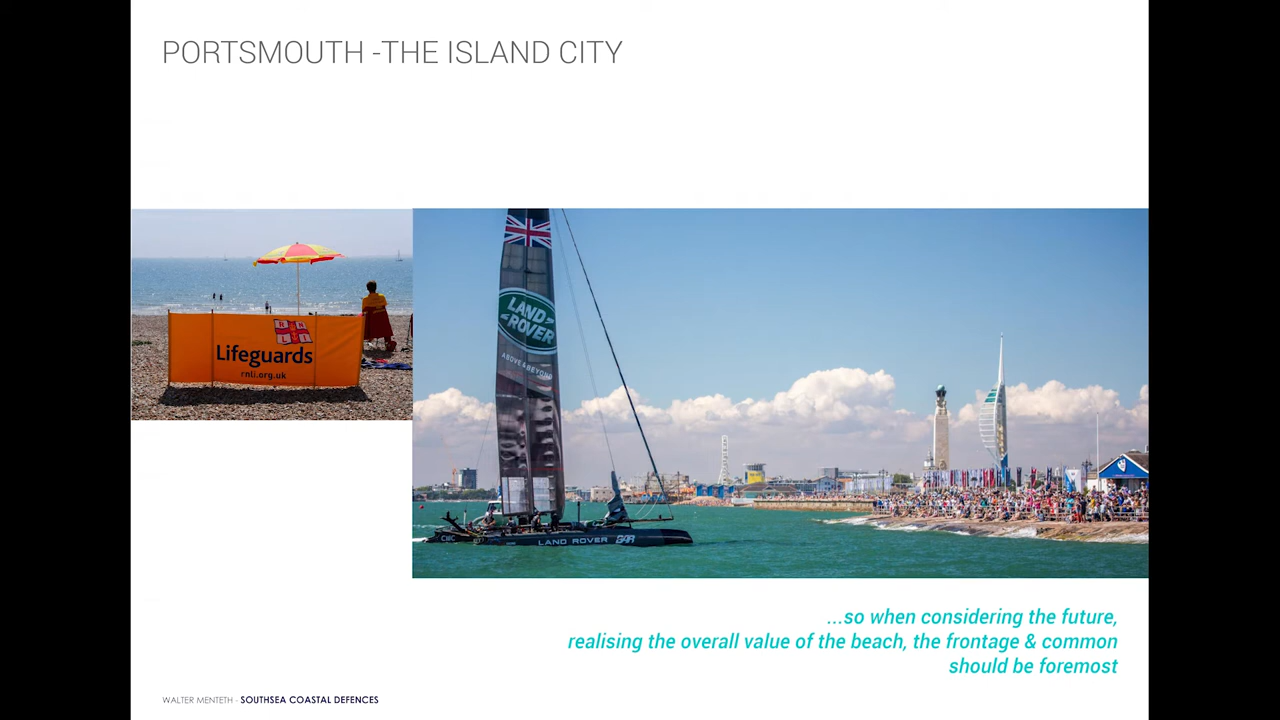 PORTSMOUTH -THE ISLAND CITY
RNLI
Lifeguards
rnli.org.uk
LAND
ROVER
ABOVE & BEYOND
LAND ROVER BAR
...so when considering the future,
realising the overall value of the beach, the frontage & common
should be foremost
WALTER MENTETH - SOUTHSEA COASTAL DEFENCES